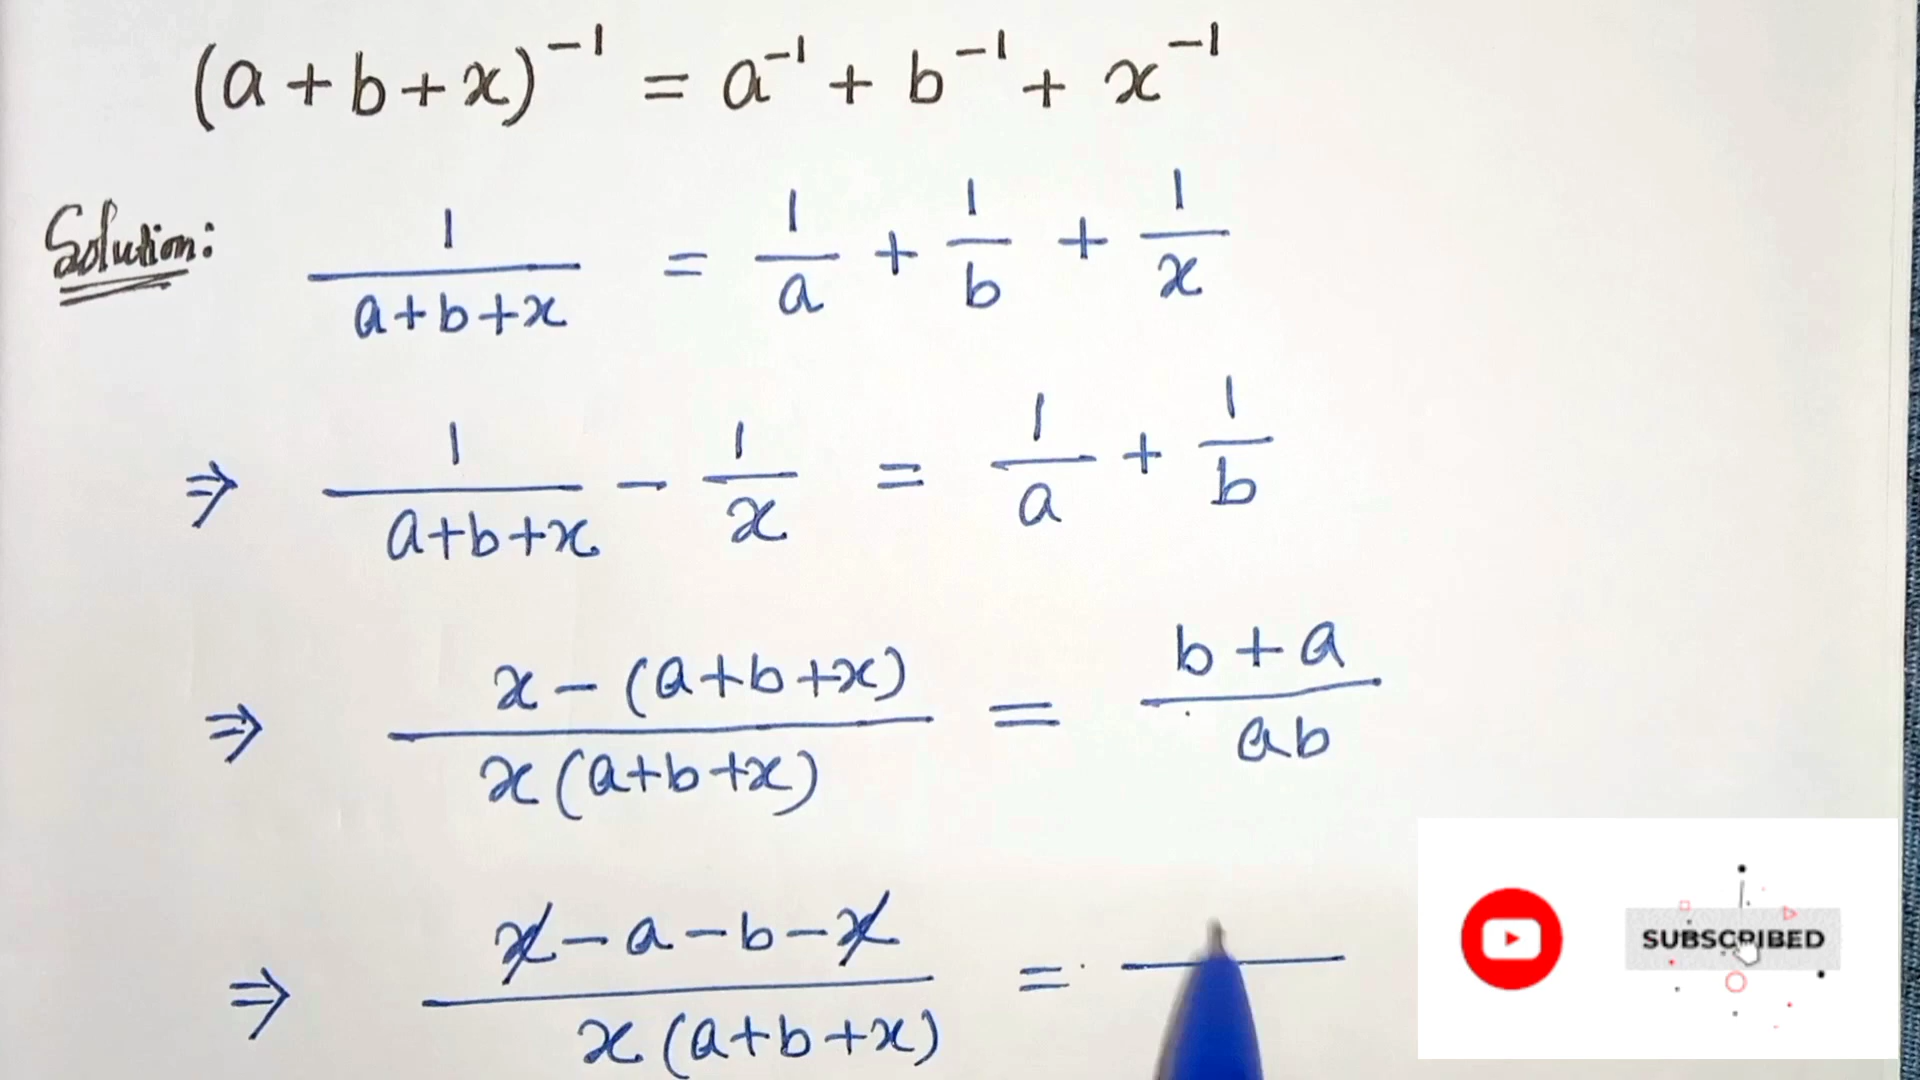 (a+b+x)⁻¹ = a⁻¹ + b⁻¹ + x⁻¹
Solution: 1/(a+b+x) = 1/a + 1/b + 1/x
⇒ 1/(a+b+x) − 1/x = 1/a + 1/b
⇒ (x − (a+b+x))/(x(a+b+x)) = (b+a)/(ab)
⇒ (x − a − b − x)/(x(a+b+x)) =
SUBSCRIBED